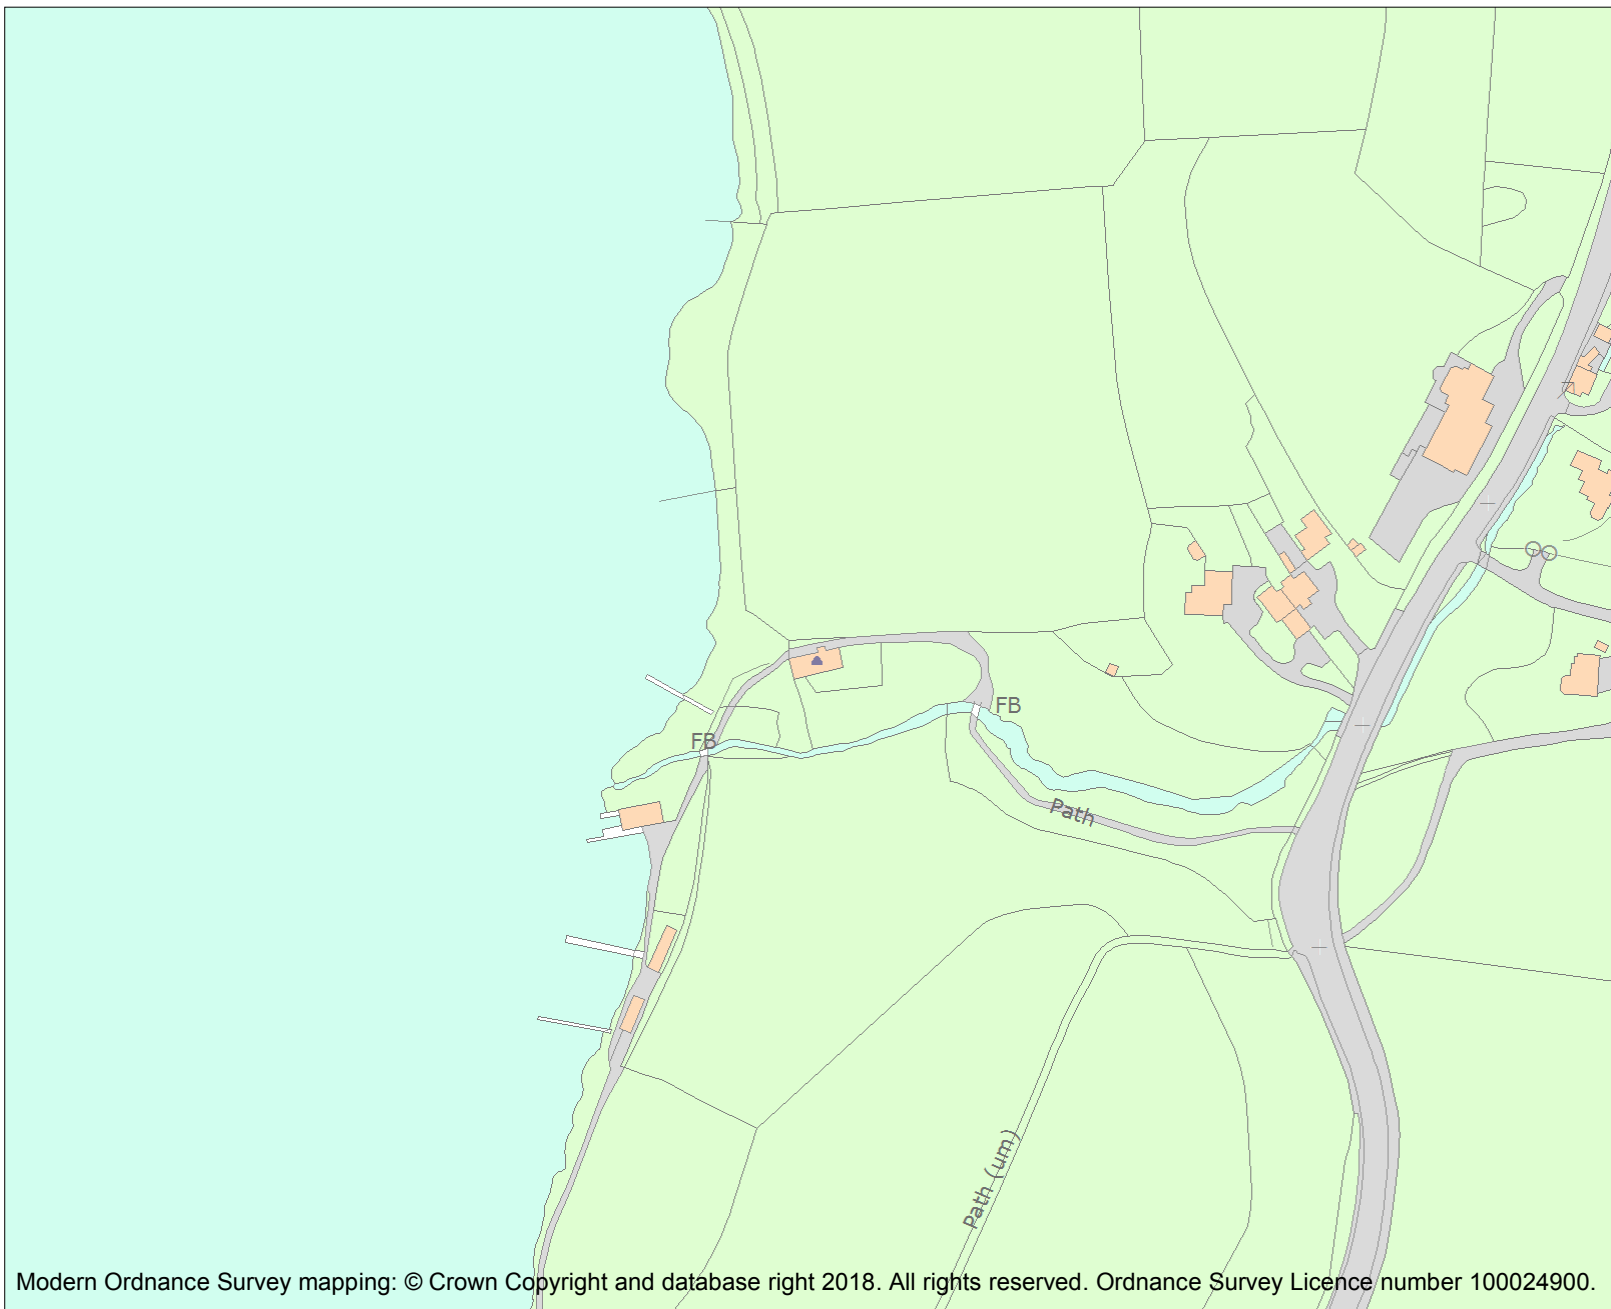 FB
FB
Path
Path (um)
Modern Ordnance Survey mapping: © Crown Copyright and database right 2018. All rights reserved. Ordnance Survey Licence number 100024900.